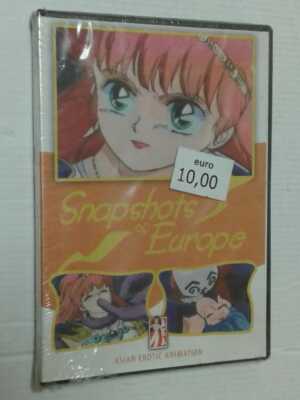 euro
10,00
Snapshots
of
Europe
ASIAN EROTIC ANIMATION